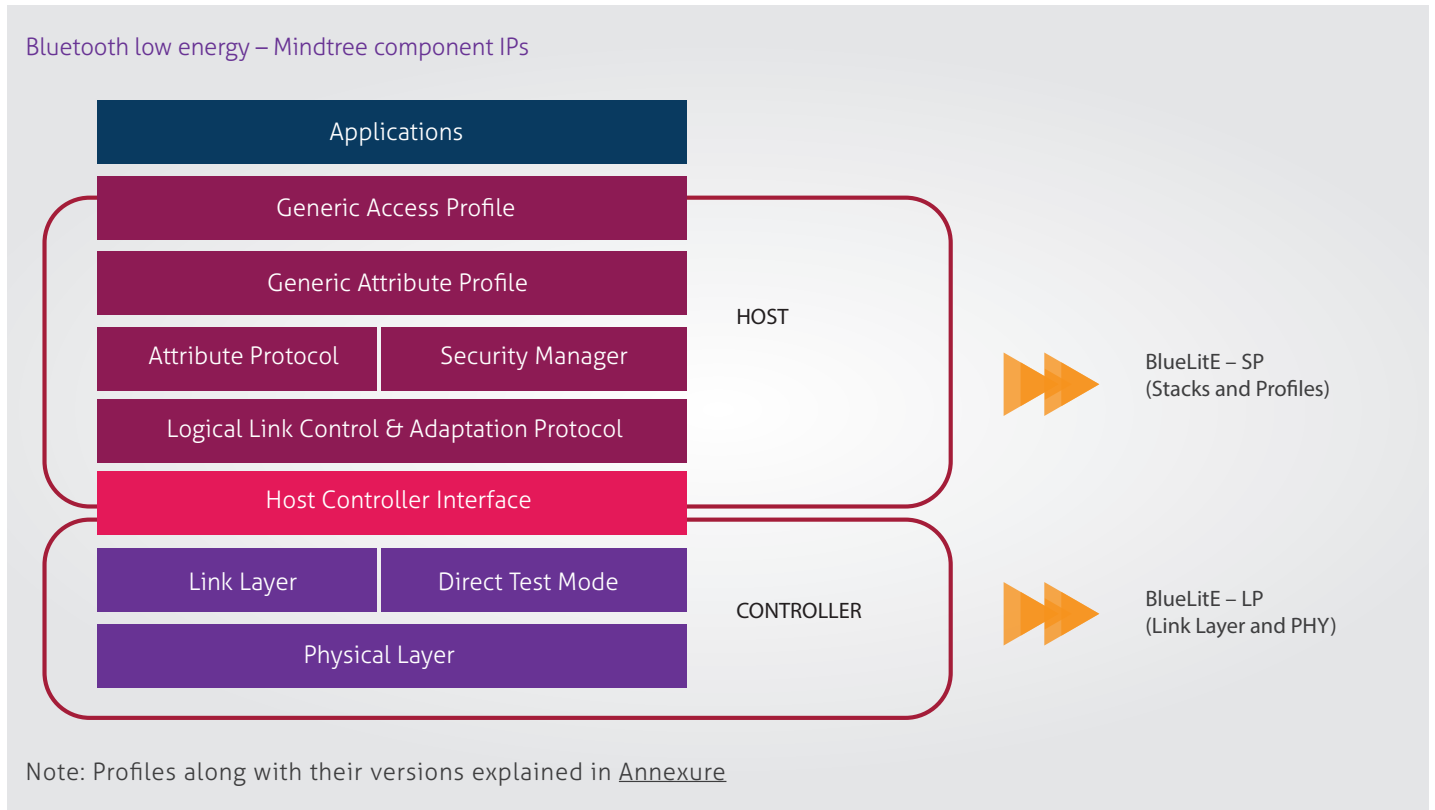 Bluetooth low energy – Mindtree component IPs
Applications
Generic Access Profile
Generic Attribute Profile
HOST
Attribute Protocol
Security Manager
BlueLitE – SP
(Stacks and Profiles)
Logical Link Control & Adaptation Protocol
Host Controller Interface
Link Layer
Direct Test Mode
CONTROLLER
BlueLitE – LP
(Link Layer and PHY)
Physical Layer
Note: Profiles along with their versions explained in Annexure